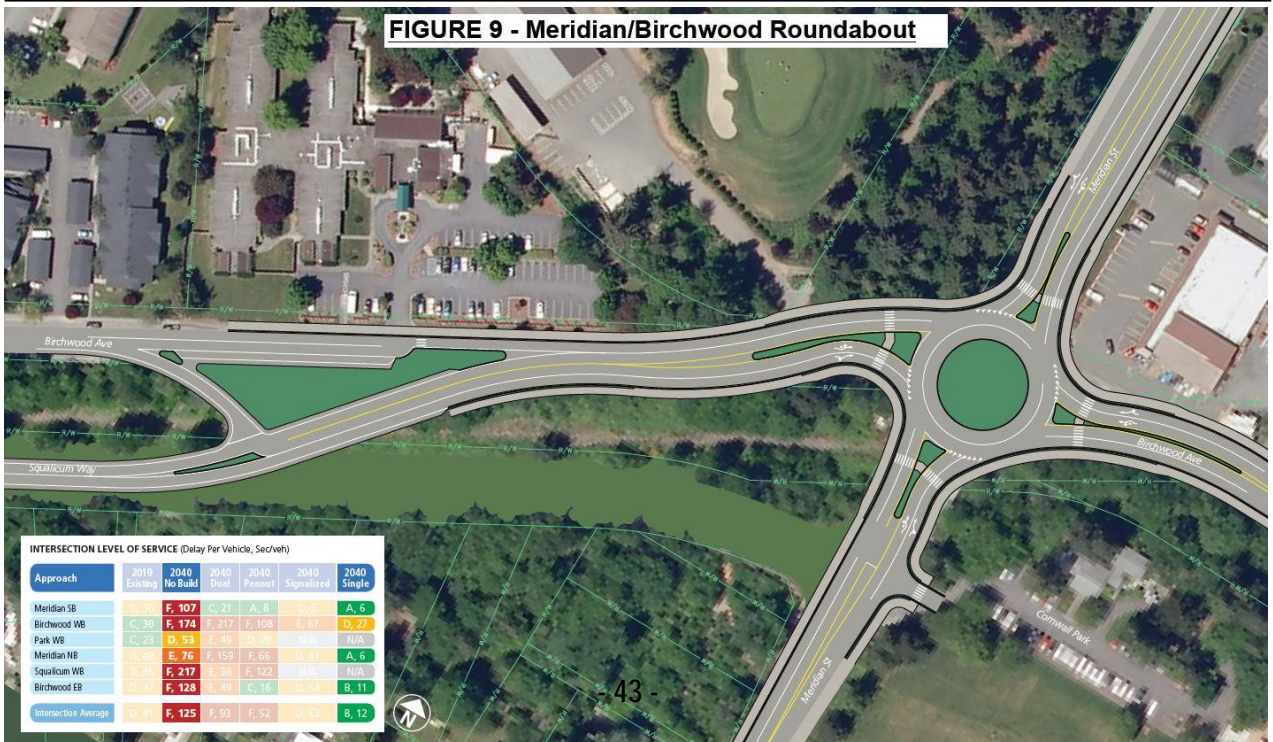 FIGURE 9 - Meridian/Birchwood Roundabout
R/W
Meridian St
Birchwood Ave
Birchwood Ave
Squalicum Way
Cornwall Park
Meridian St
INTERSECTION LEVEL OF SERVICE (Delay Per Vehicle, Sec/veh)
Approach 2019 Existing 2040 No Build 2040 Dual 2040 Peanut 2040 Signalized 2040 Single
Meridian SB D, 36 F, 107 C, 21 A, 8 A, 6
Birchwood WB C, 30 F, 174 F, 217 F, 108 E, 67 D, 27
Park WB C, 23 D, 53 E, 49 D, 29 N/A N/A
Meridian NB D, 49 E, 76 F, 159 F, 66 D, 47 A, 6
Squalicum WB D, 45 F, 217 E, 36 F, 122 N/A N/A
Birchwood EB D, 47 F, 128 E, 49 C, 16 D, 54 B, 11
Intersection Average D, 41 F, 125 F, 93 F, 52 D, 53 B, 12
N
- 43 -